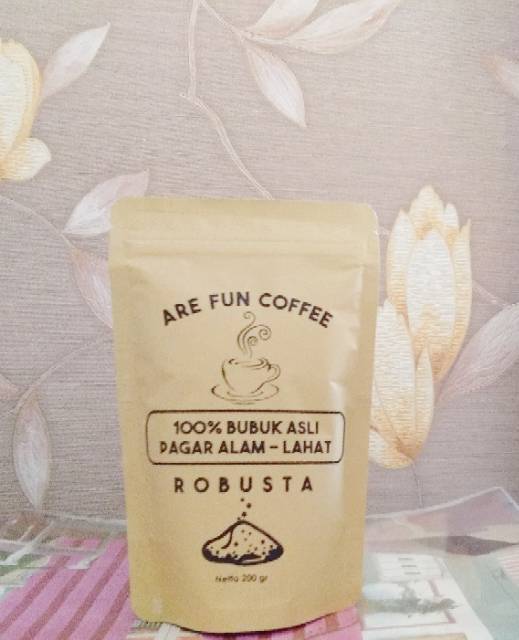 ARE FUN COFFEE
100% BUBUK ASLI
PAGAR ALAM - LAHAT
ROBUSTA
Netto 200 gr